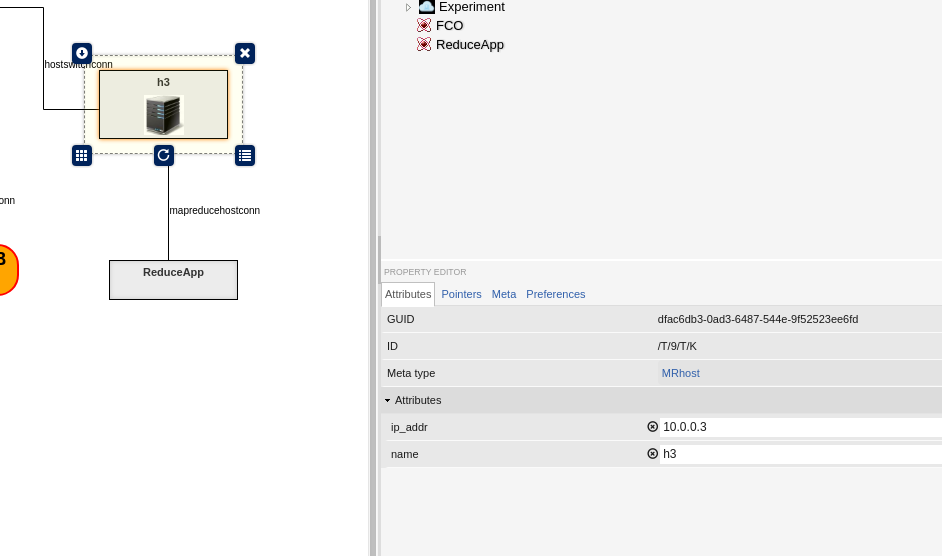 hostswitchconn
h3
onn
mapreducehostconn
3
ReduceApp
Experiment
FCO
ReduceApp
PROPERTY EDITOR
Attributes Pointers Meta Preferences
GUID dfac6db3-0ad3-6487-544e-9f52523ee6fd
ID /T/9/T/K
Meta type MRhost
Attributes
ip_addr 10.0.0.3
name h3